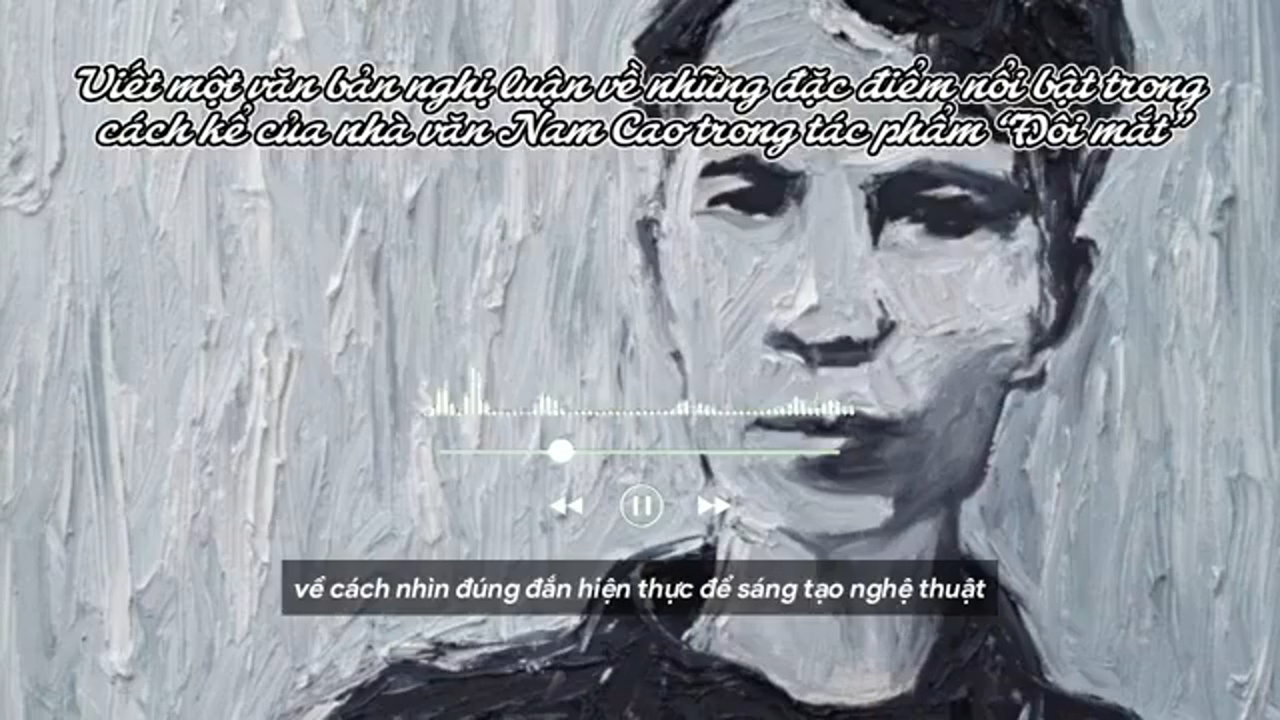 Viết một văn bản nghị luận về những đặc điểm nổi bật trong
cách kể của nhà văn Nam Cao trong tác phẩm “Đôi mắt”
về cách nhìn đúng đắn hiện thực để sáng tạo nghệ thuật